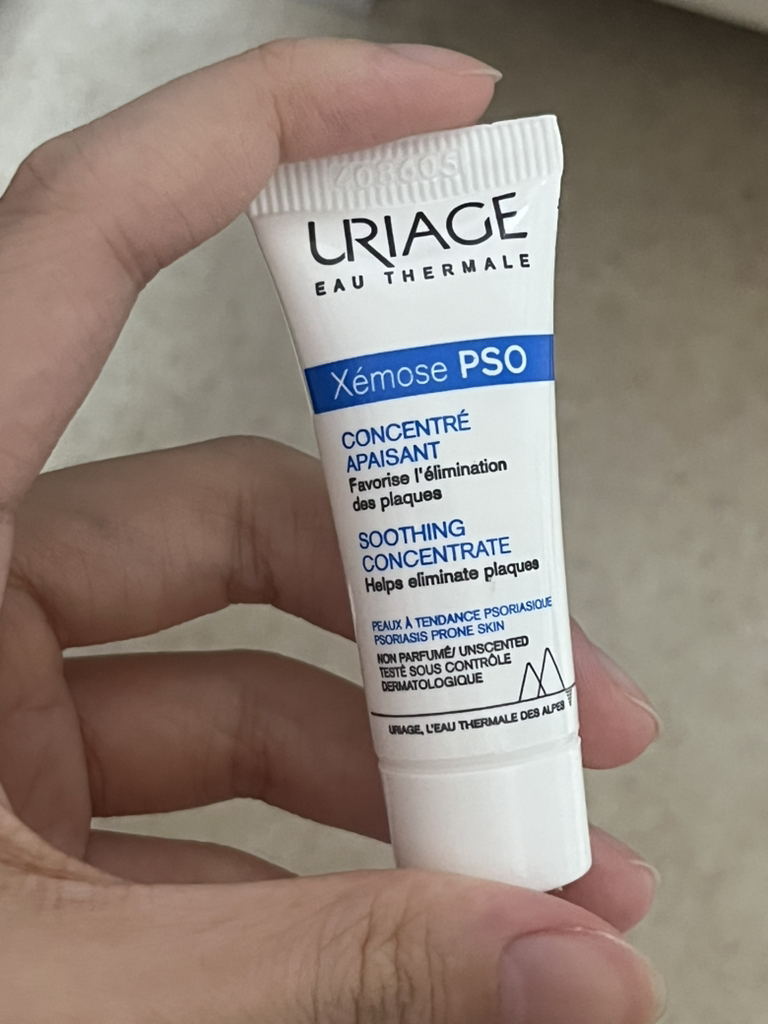 URIAGE
EAU THERMALE
Xémose PSO
CONCENTRÉ
APAISANT
Favorise l'élimination
des plaques
SOOTHING
CONCENTRATE
Helps eliminate plaques
PEAUX À TENDANCE PSORIASIQUE
PSORIASIS PRONE SKIN
NON PARFUMÉ/ UNSCENTED
TESTÉ SOUS CONTRÔLE
DERMATOLOGIQUE
URIAGE, L'EAU THERMALE DES ALPES